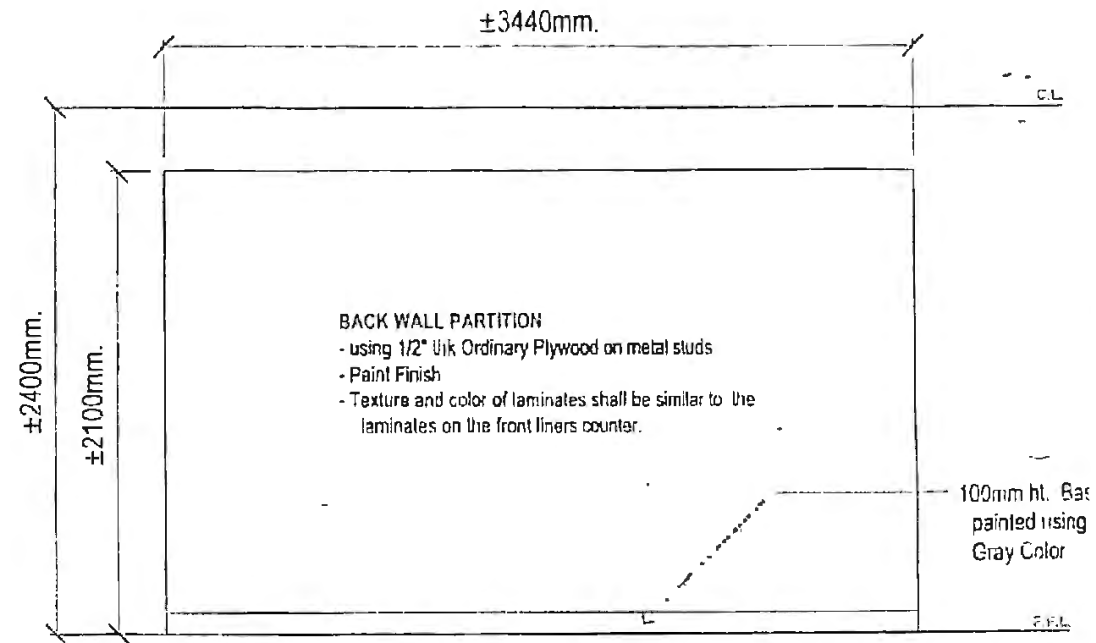 ±3440mm.
C.L.
±2400mm.
±2100mm.
BACK WALL PARTITION
- using 1/2" thk Ordinary Plywood on metal studs
- Paint Finish
- Texture and color of laminates shall be similar to the
laminates on the front liners counter.
100mm ht. Bas
painted using
Gray Color
F.F.L.